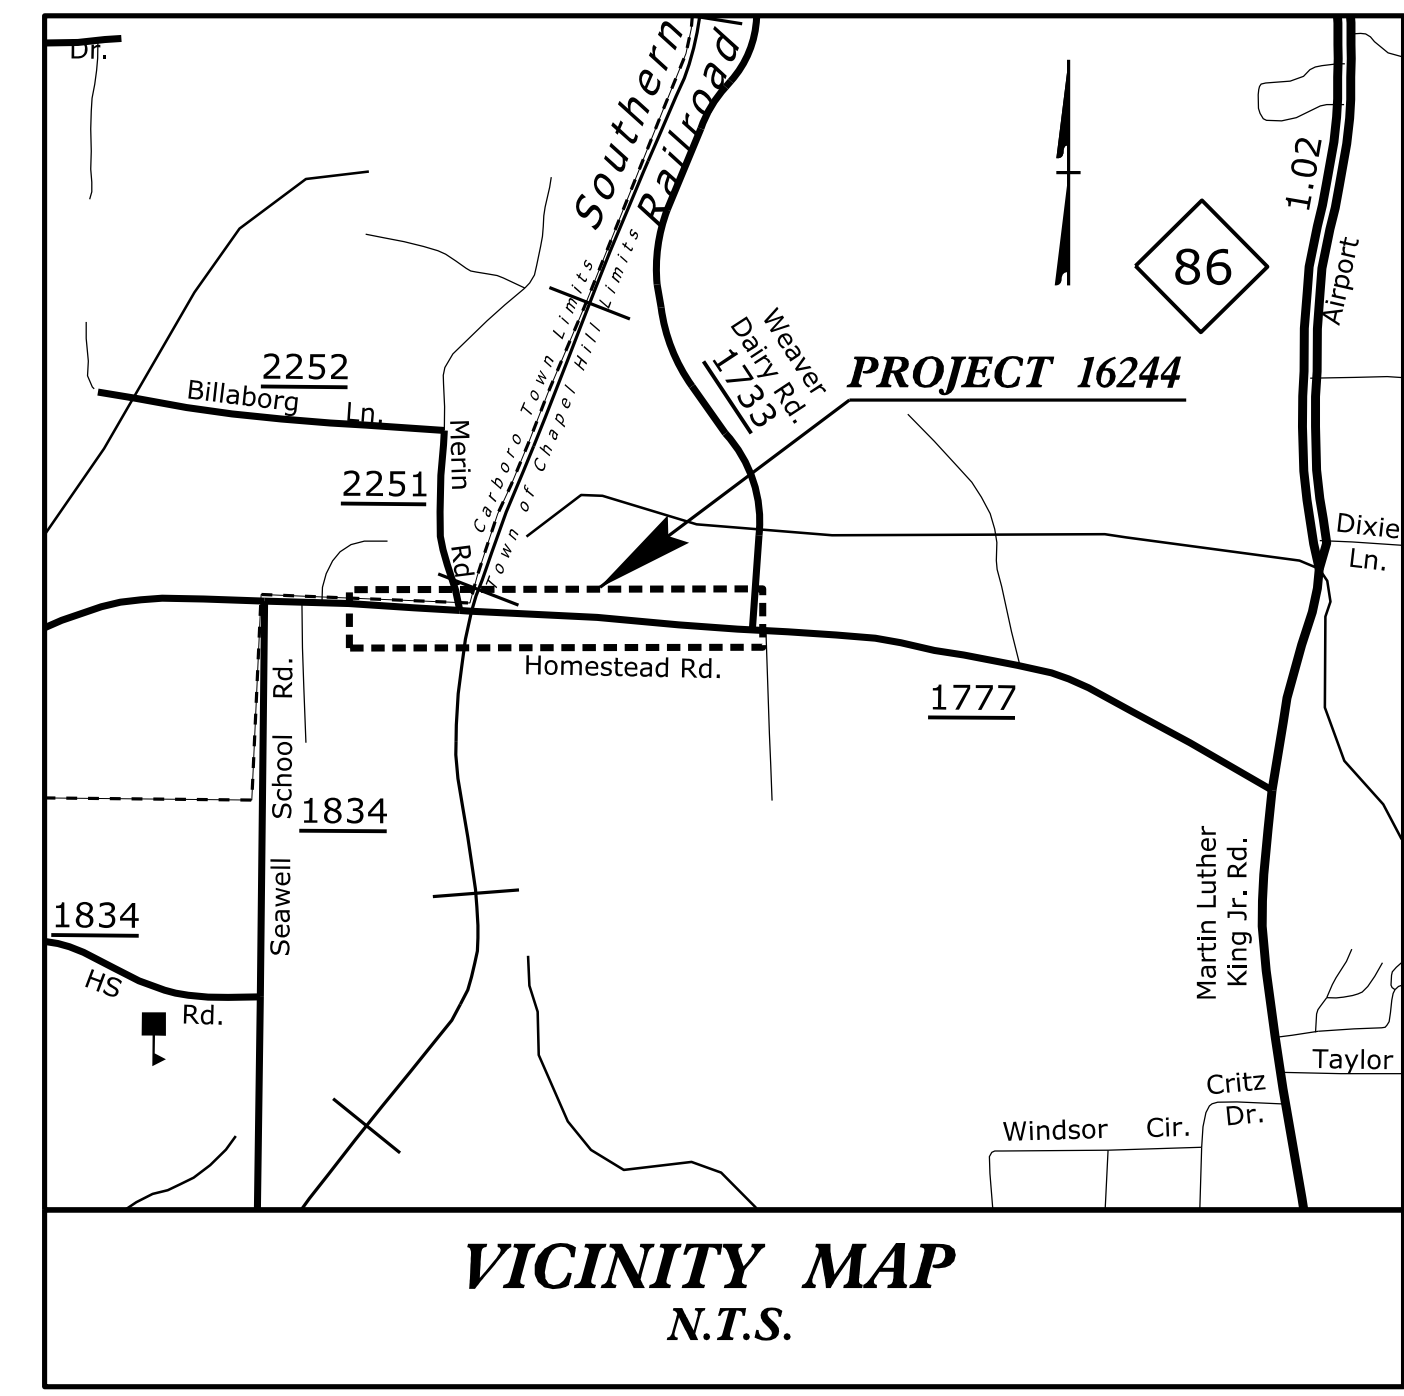 Dr.
Southern
Railroad
1.02
86
Airport
Weaver
Dairy Rd.
1733
PROJECT 16244
2252
Billaborg Ln.
Merin Rd
2251
Carboro Town Limits
Town of Chapel Hill Limits
Dixie
Ln.
Homestead Rd.
1777
Seawell School Rd.
1834
1834
HS Rd.
Martin Luther
King Jr. Rd.
Taylor
Critz
Dr.
Windsor Cir.
VICINITY MAP
N.T.S.